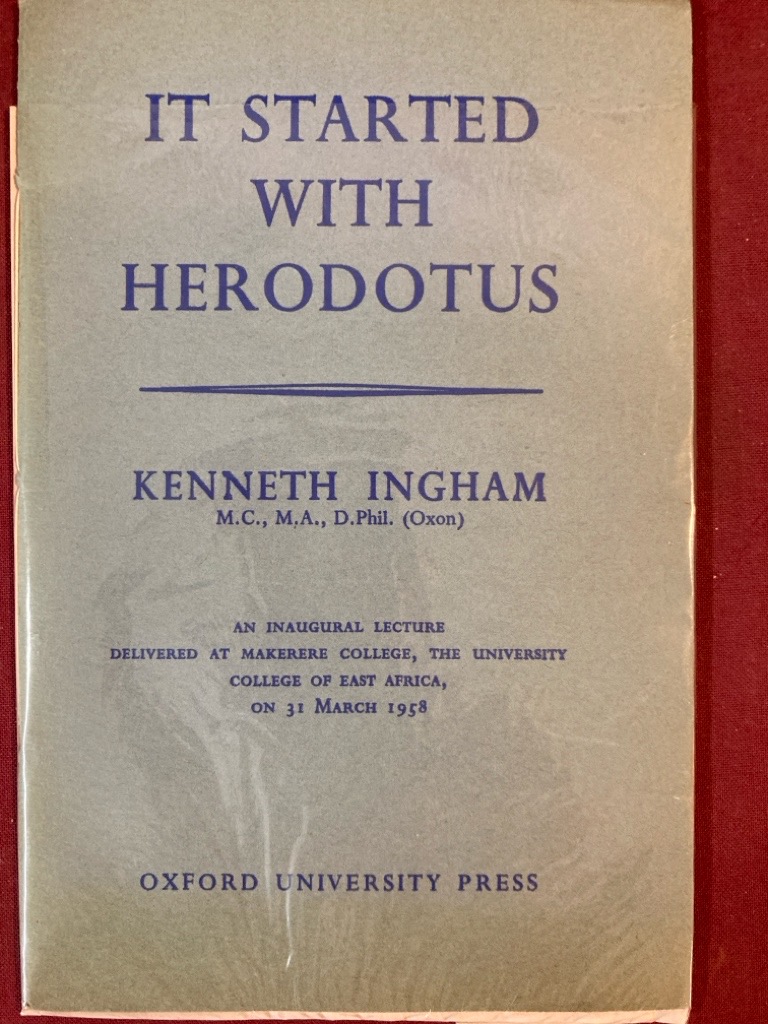 IT STARTED
WITH
HERODOTUS
KENNETH INGHAM
M.C., M.A., D.Phil. (Oxon)
AN INAUGURAL LECTURE
DELIVERED AT MAKERERE COLLEGE, THE UNIVERSITY
COLLEGE OF EAST AFRICA,
ON 31 MARCH 1958
OXFORD UNIVERSITY PRESS